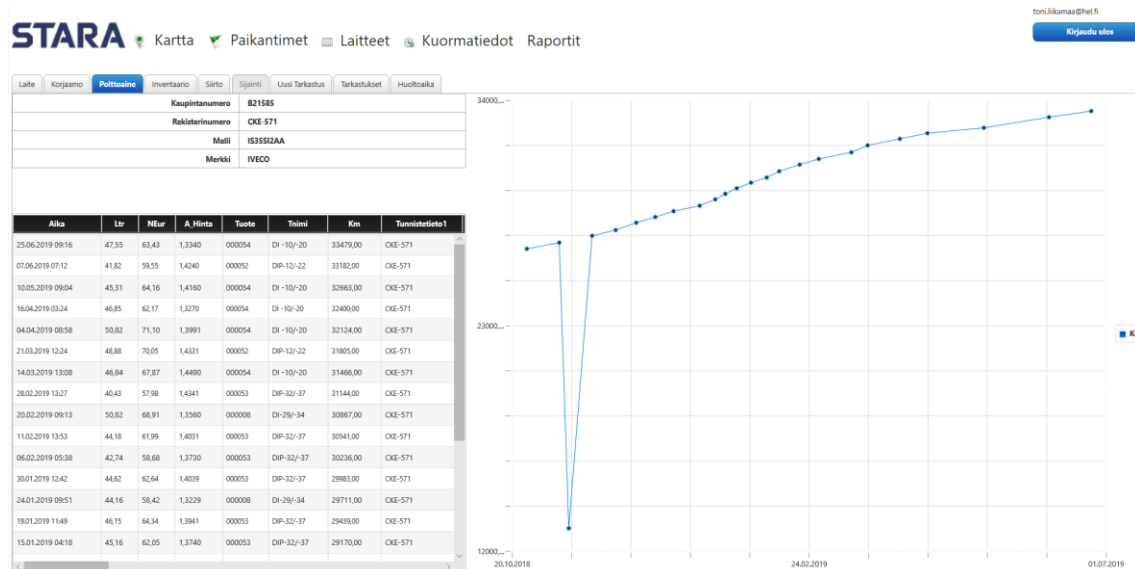 toni.liikamaa@hel.fi
STARA Kartta Paikantimet Laitteet Kuormatiedot Raportit
Kirjaudu ulos
Laite Korjaamo Polttoaine Inventaario Siirto Sijainti Uusi Tarkastus Tarkastukset Huoltoaika
Kaupintanumero B21585
Rekisterinumero CKE-571
Malli IS35SI2AA
Merkki IVECO
Aika Ltr NEur A_Hinta Tuote Tnimi Km Tunnistetieto1
25.06.2019 09:16 47,55 63,43 1,3340 000054 DI -10/-20 33479,00 CKE-571
07.06.2019 07:12 41,82 59,55 1,4240 000052 DIP-12/-22 33182,00 CKE-571
10.05.2019 09:04 45,31 64,16 1,4160 000054 DI -10/-20 32663,00 CKE-571
16.04.2019 03:24 46,85 62,17 1,3270 000054 DI -10/-20 32400,00 CKE-571
04.04.2019 08:58 50,82 71,10 1,3991 000054 DI -10/-20 32124,00 CKE-571
21.03.2019 12:24 48,88 70,05 1,4331 000052 DIP-12/-22 31805,00 CKE-571
14.03.2019 13:08 46,84 67,87 1,4490 000054 DI -10/-20 31466,00 CKE-571
28.02.2019 13:27 40,43 57,98 1,4341 000053 DIP-32/-37 31144,00 CKE-571
20.02.2019 09:13 50,82 68,91 1,3560 000008 DI-29/-34 30867,00 CKE-571
11.02.2019 13:53 44,18 61,99 1,4031 000053 DIP-32/-37 30541,00 CKE-571
06.02.2019 05:38 42,74 58,68 1,3730 000053 DIP-32/-37 30236,00 CKE-571
30.01.2019 12:42 44,62 62,64 1,4039 000053 DIP-32/-37 29983,00 CKE-571
24.01.2019 09:51 44,16 58,42 1,3229 000008 DI-29/-34 29711,00 CKE-571
19.01.2019 11:49 46,15 64,34 1,3941 000053 DIP-32/-37 29439,00 CKE-571
15.01.2019 04:18 45,16 62,05 1,3740 000053 DIP-32/-37 29170,00 CKE-571
34000,...
23000,...
12000,...
20.10.2018 24.02.2019 01.07.2019